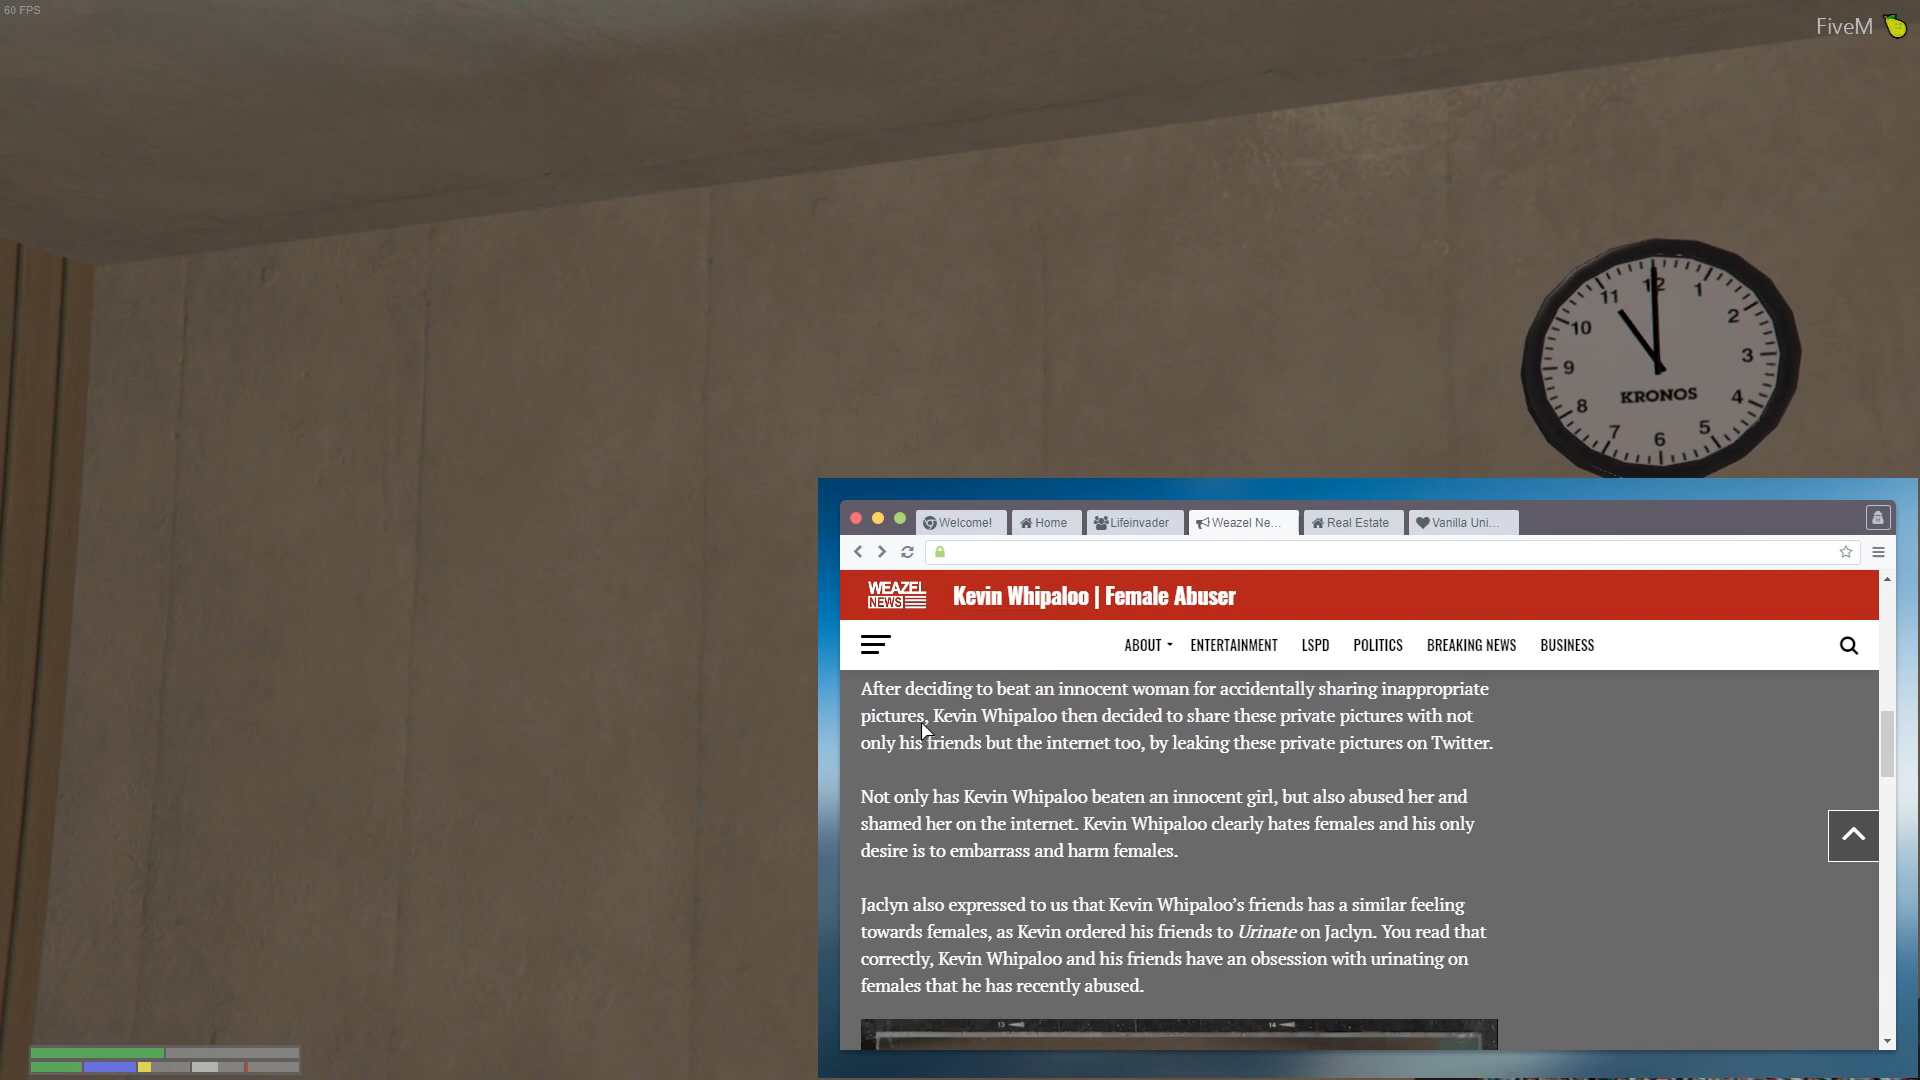 60 FPS
FiveM
11 12 1
10 2
9 3
8 4
7 6 5
KRONOS
Welcome!
Home
Lifeinvader
Weazel Ne...
Real Estate
Vanilla Uni...
WEAZEL
NEWS
Kevin Whipaloo | Female Abuser
ABOUT
ENTERTAINMENT
LSPD
POLITICS
BREAKING NEWS
BUSINESS
After deciding to beat an innocent woman for accidentally sharing inappropriate
pictures, Kevin Whipaloo then decided to share these private pictures with not
only his friends but the internet too, by leaking these private pictures on Twitter.
Not only has Kevin Whipaloo beaten an innocent girl, but also abused her and
shamed her on the internet. Kevin Whipaloo clearly hates females and his only
desire is to embarrass and harm females.
Jaclyn also expressed to us that Kevin Whipaloo’s friends has a similar feeling
towards females, as Kevin ordered his friends to Urinate on Jaclyn. You read that
correctly, Kevin Whipaloo and his friends have an obsession with urinating on
females that he has recently abused.
13
14